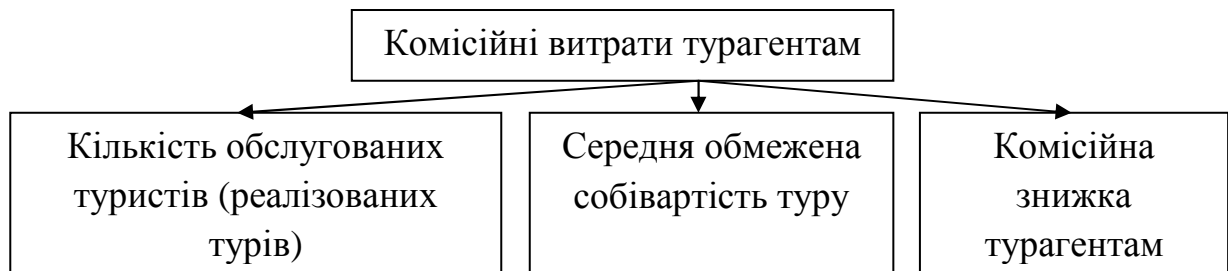 Комісійні витрати турагентам
Кількість обслугованих
туристів (реалізованих
турів)
Середня обмежена
собівартість туру
Комісійна
знижка
турагентам